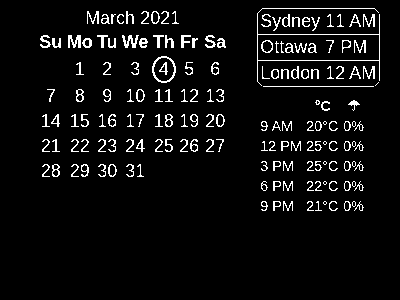 March 2021
Su Mo Tu We Th Fr Sa
1 2 3 4 5 6
7 8 9 10 11 12 13
14 15 16 17 18 19 20
21 22 23 24 25 26 27
28 29 30 31
Sydney 11 AM
Ottawa 7 PM
London 12 AM
°C ☂
9 AM 20°C 0%
12 PM 25°C 0%
3 PM 25°C 0%
6 PM 22°C 0%
9 PM 21°C 0%